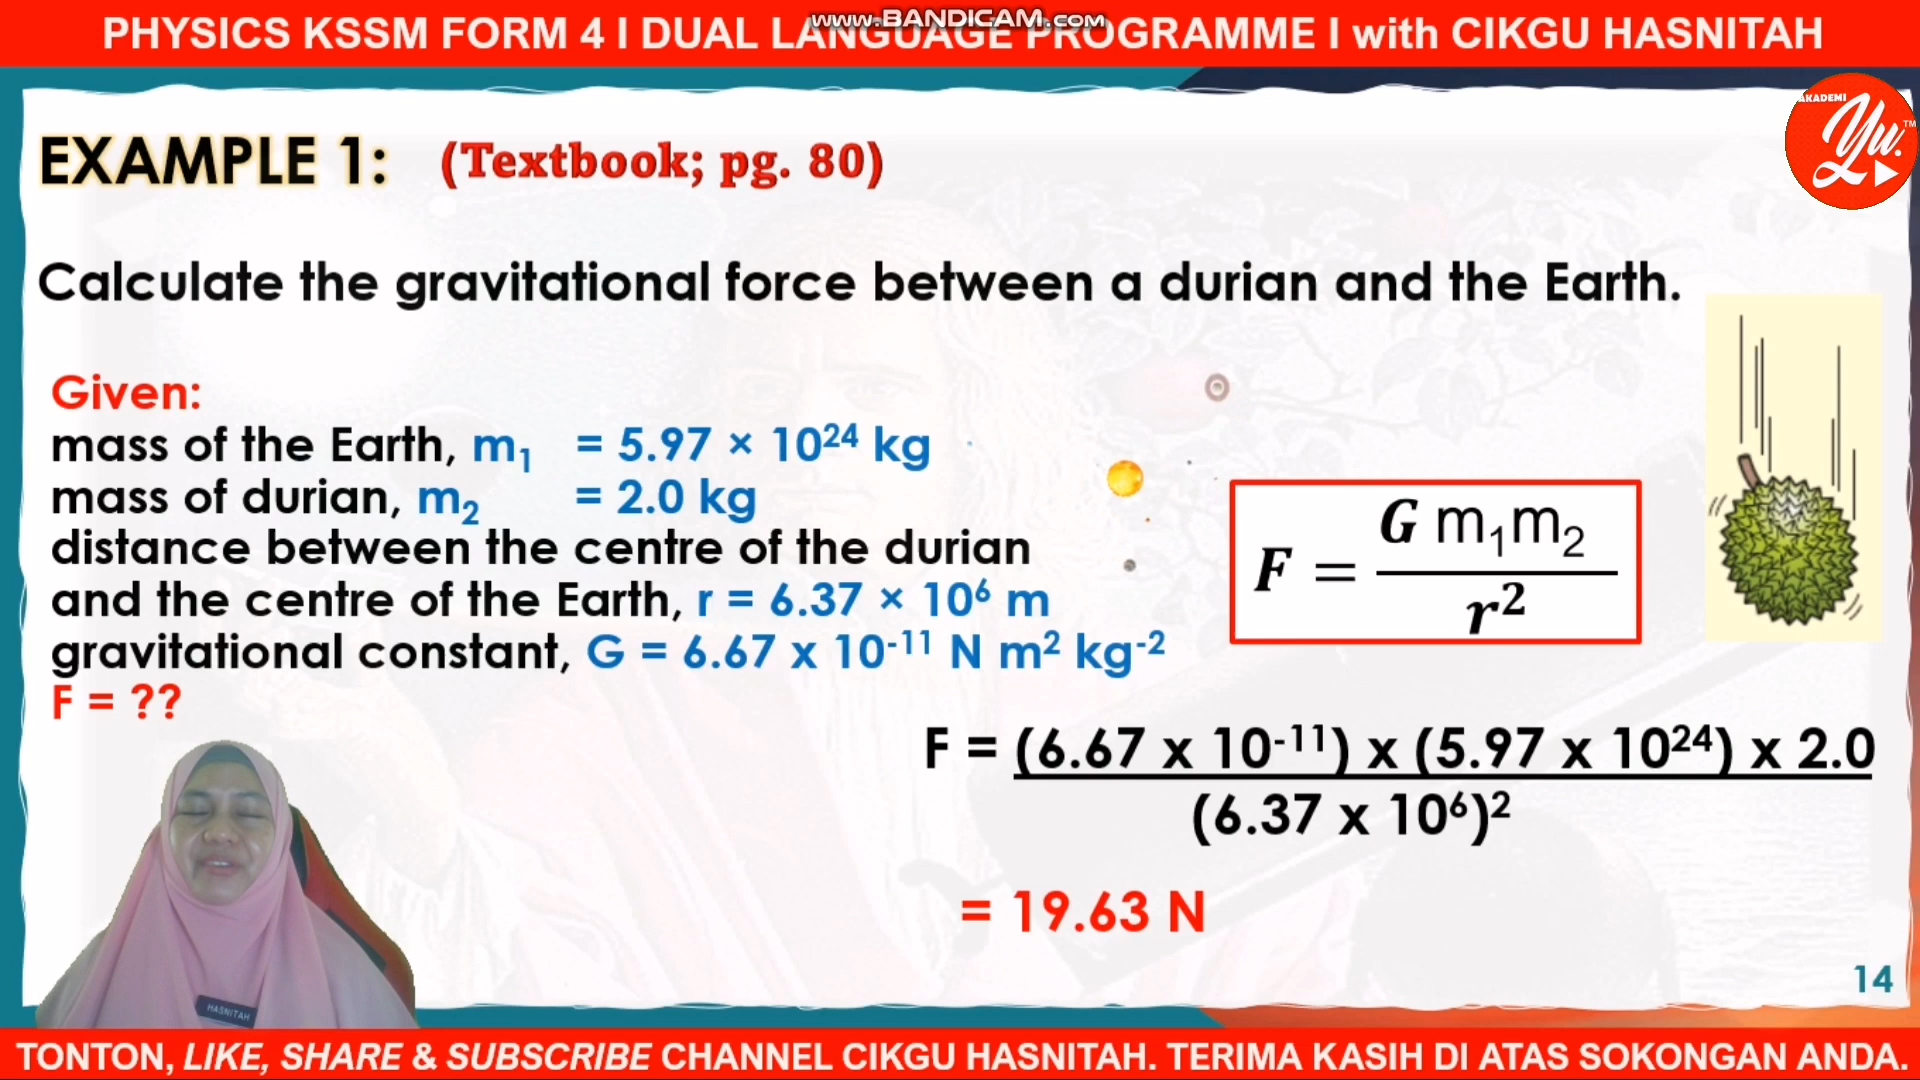 www.BANDICAM.com
PHYSICS KSSM FORM 4 I DUAL LANGUAGE PROGRAMME I with CIKGU HASNITAH
AKADEMI
Yu.
TM
EXAMPLE 1: (Textbook; pg. 80)
Calculate the gravitational force between a durian and the Earth.
Given:
mass of the Earth, m₁ = 5.97 × 10²⁴ kg
mass of durian, m₂ = 2.0 kg
distance between the centre of the durian
and the centre of the Earth, r = 6.37 × 10⁶ m
gravitational constant, G = 6.67 x 10⁻¹¹ N m² kg⁻²
F = ??
F = G m₁m₂ / r²
F = (6.67 x 10⁻¹¹) x (5.97 x 10²⁴) x 2.0
(6.37 x 10⁶)²
= 19.63 N
HASNITAH
14
TONTON, LIKE, SHARE & SUBSCRIBE CHANNEL CIKGU HASNITAH. TERIMA KASIH DI ATAS SOKONGAN ANDA.